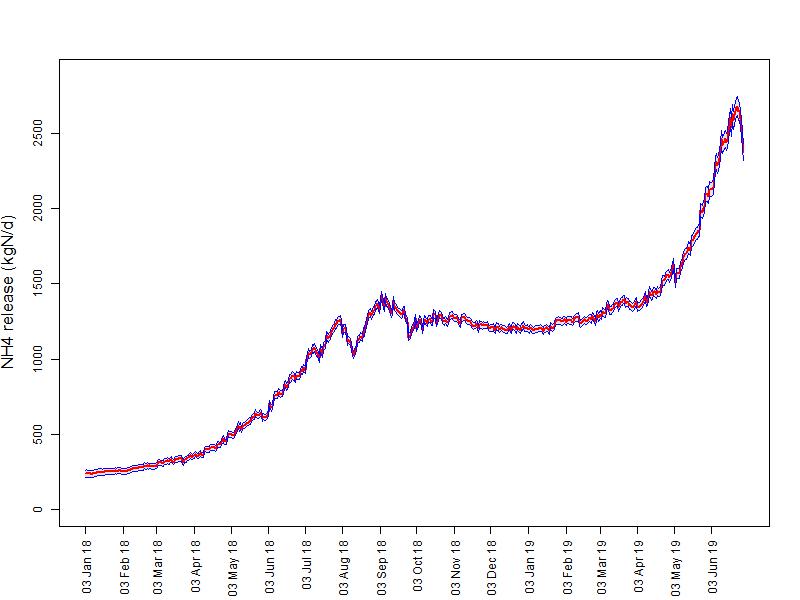 NH4 release (kgN/d)
2500
2000
1500
1000
500
0
03 Jan 18
03 Feb 18
03 Mar 18
03 Apr 18
03 May 18
03 Jun 18
03 Jul 18
03 Aug 18
03 Sep 18
03 Oct 18
03 Nov 18
03 Dec 18
03 Jan 19
03 Feb 19
03 Mar 19
03 Apr 19
03 May 19
03 Jun 19